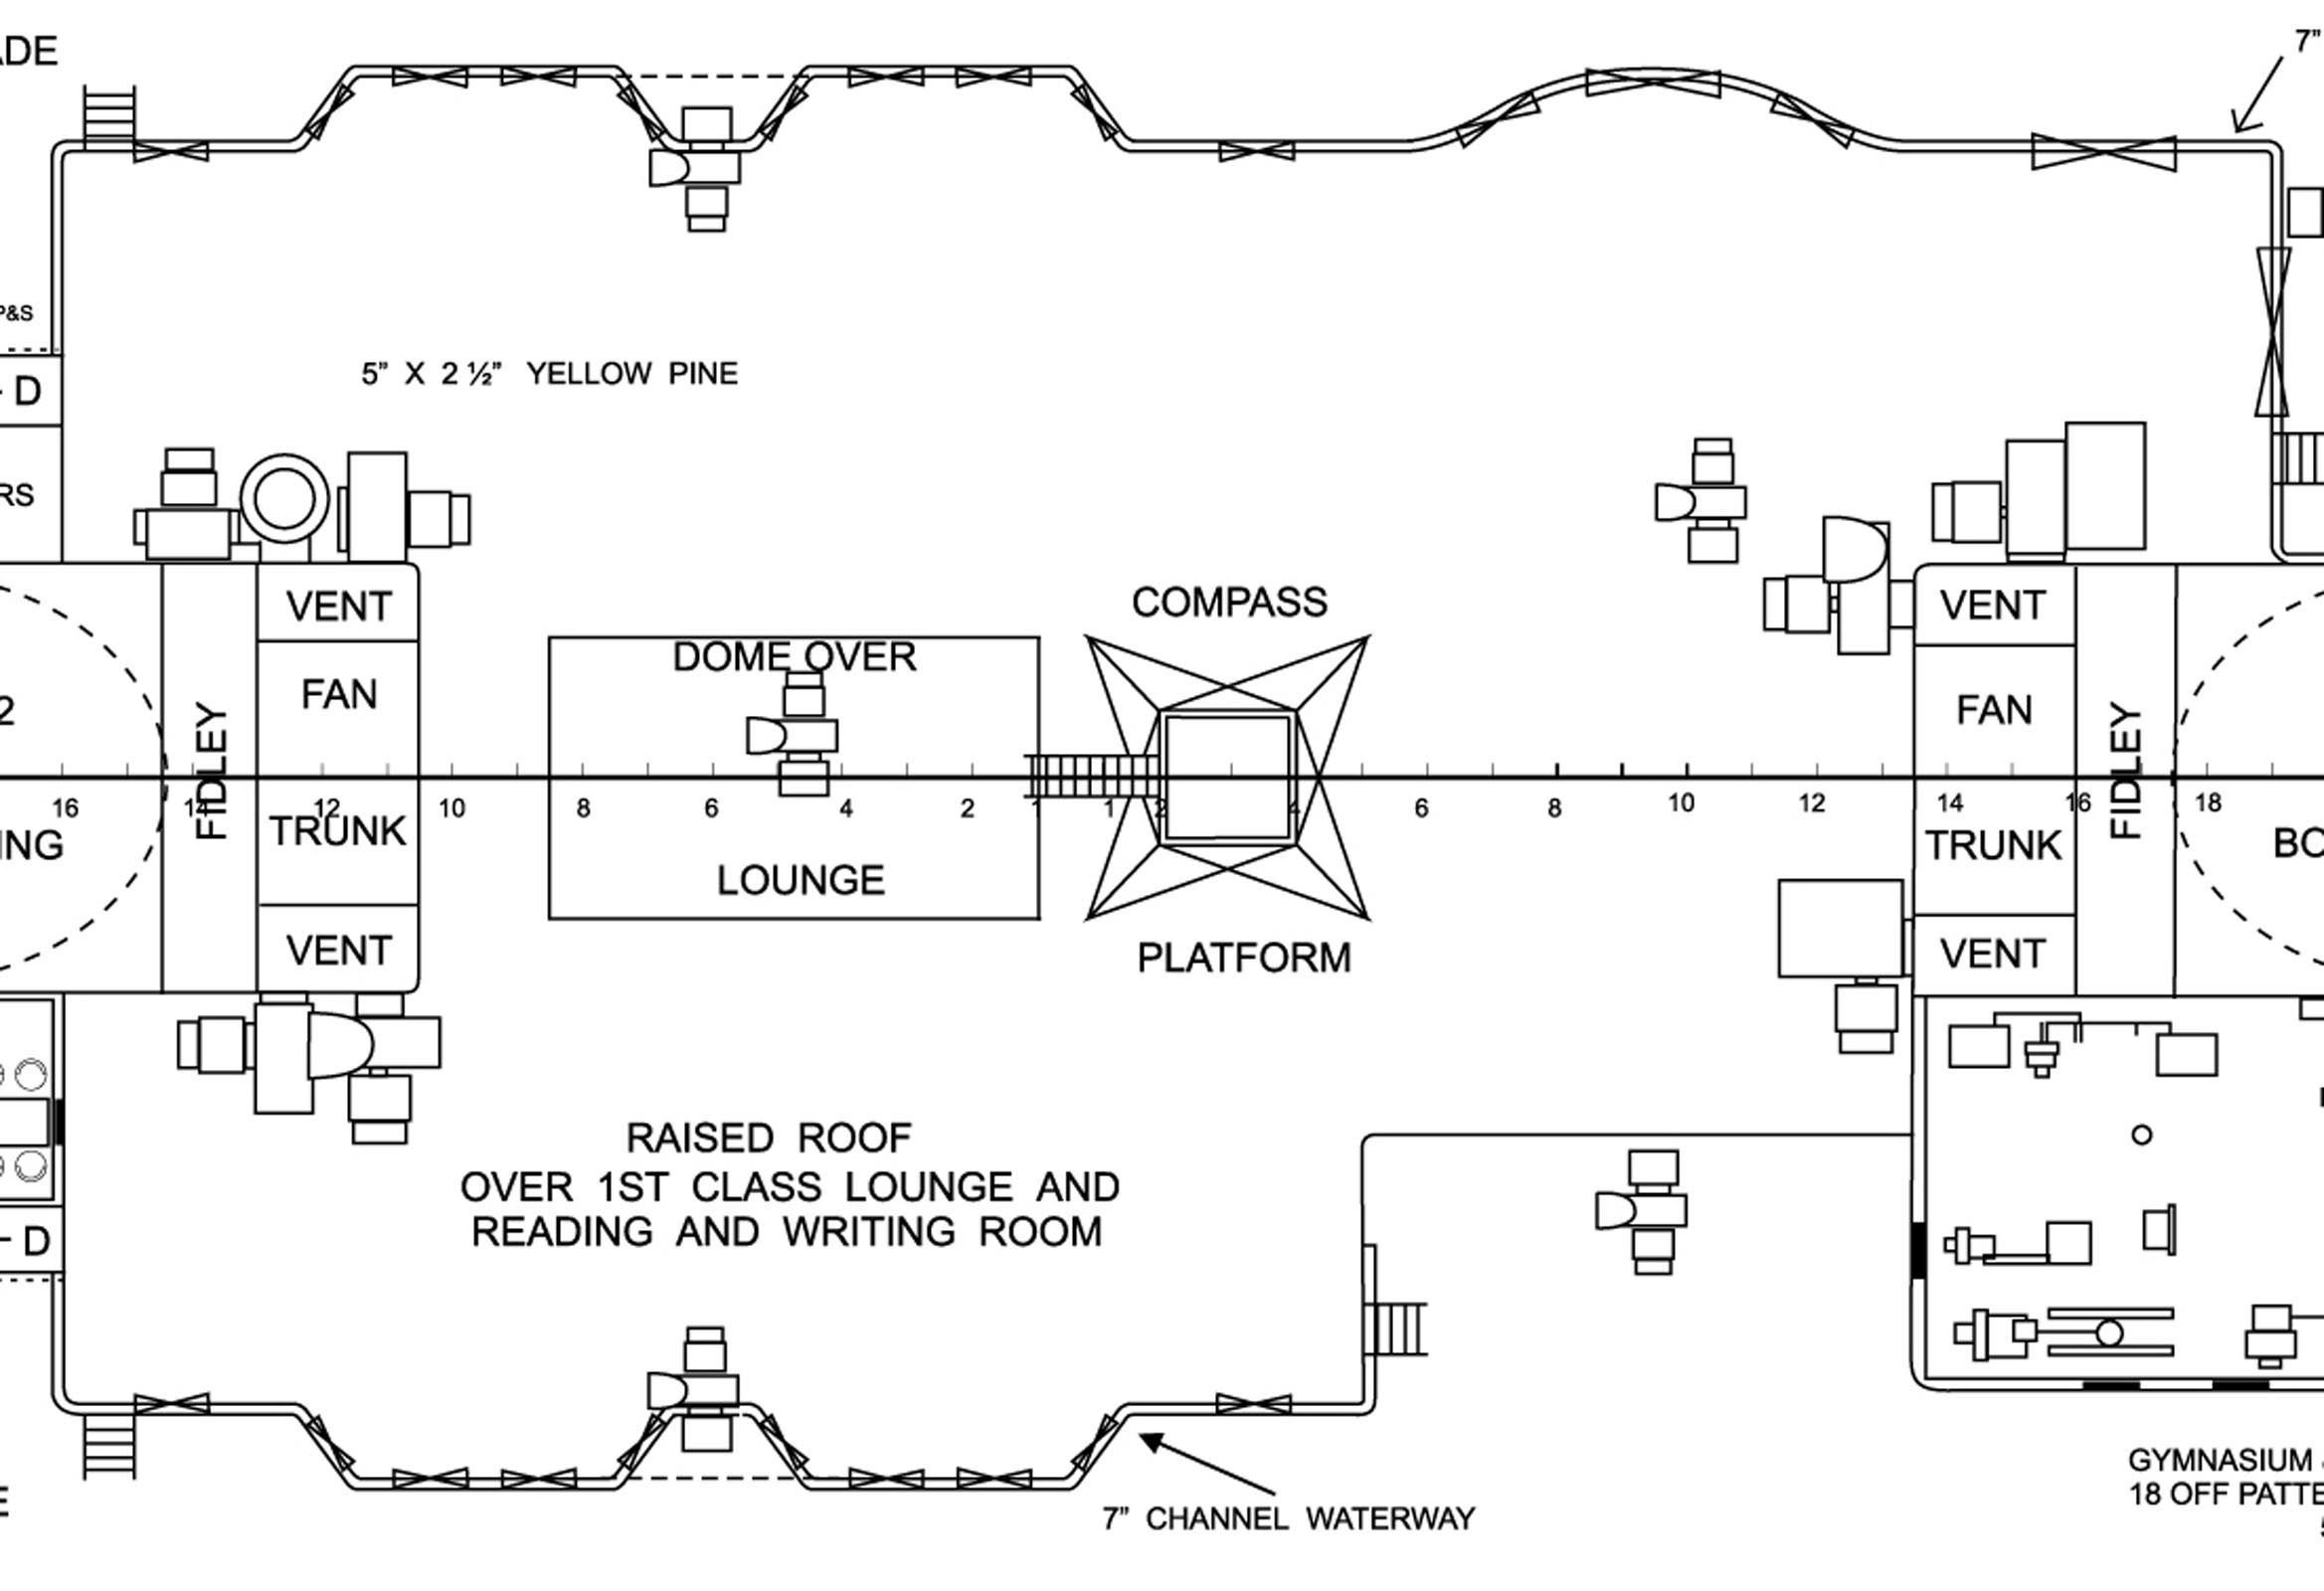 ADE
7”
P&S
- D
5” X 2 ½” YELLOW PINE
RS
VENT
COMPASS
VENT
DOME OVER
FAN
FAN
2
FIDLEY
FIDLEY
16 14 12 10 8 6 4 2 1 1 2 4 6 8 10 12 14 16 18
ING
TRUNK
TRUNK
BO
LOUNGE
VENT
PLATFORM
VENT
RAISED ROOF
OVER 1ST CLASS LOUNGE AND
READING AND WRITING ROOM
- D
GYMNASIUM
E
18 OFF PATTE
7” CHANNEL WATERWAY